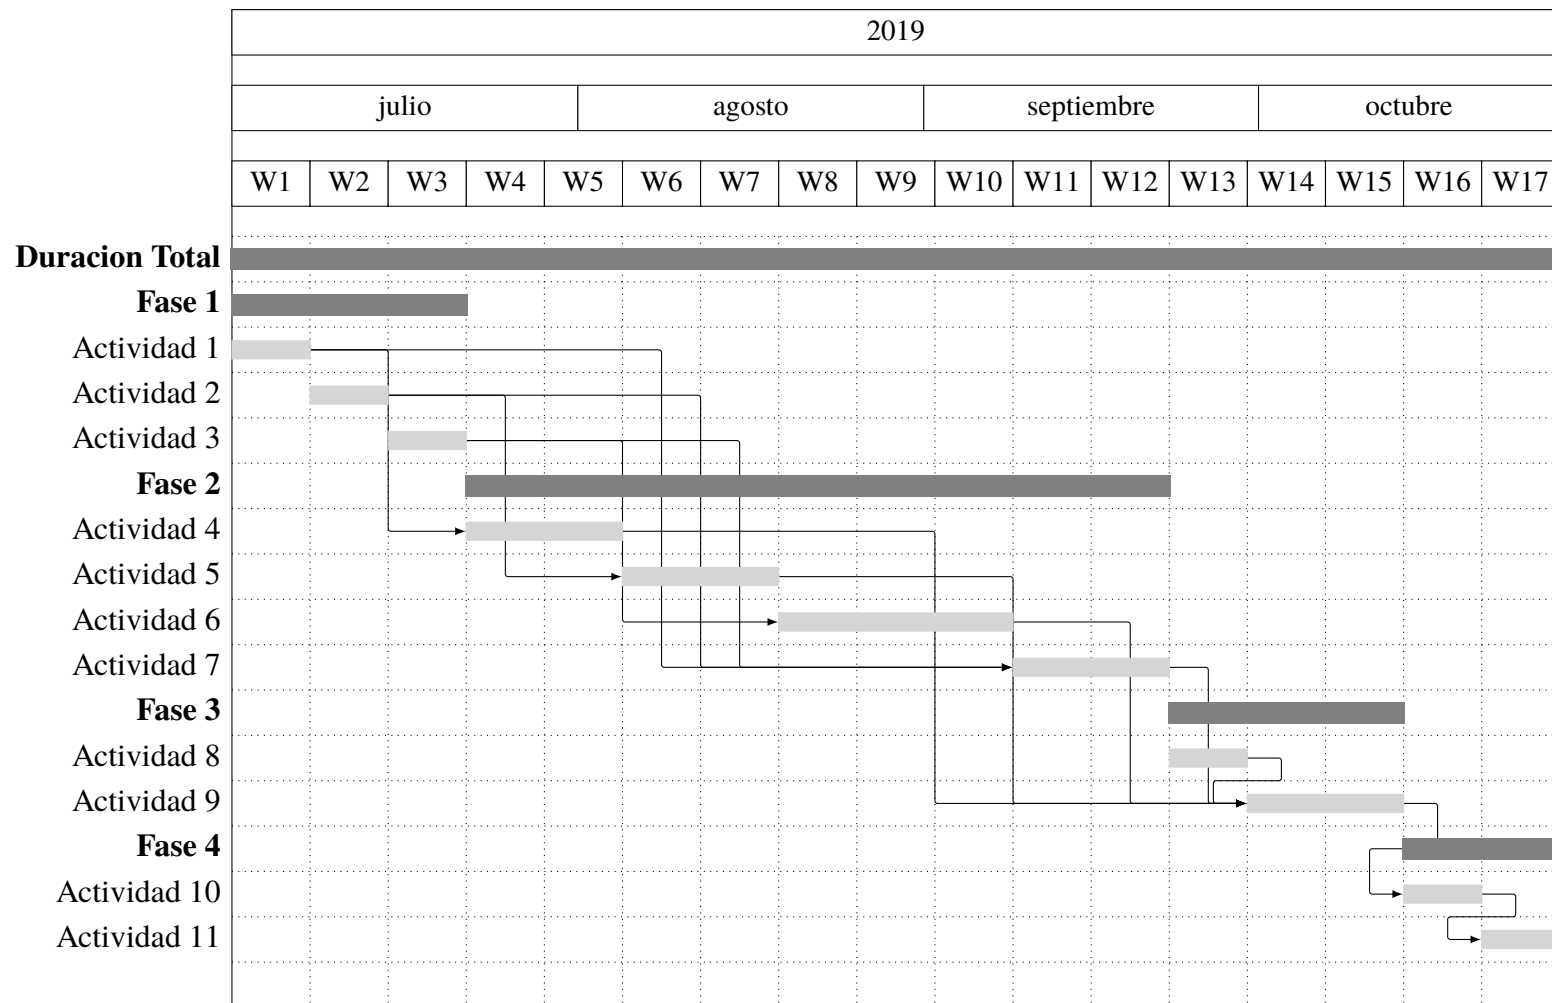 2019
julio agosto septiembre octubre
W1 W2 W3 W4 W5 W6 W7 W8 W9 W10 W11 W12 W13 W14 W15 W16 W17
Duracion Total
Fase 1
Actividad 1
Actividad 2
Actividad 3
Fase 2
Actividad 4
Actividad 5
Actividad 6
Actividad 7
Fase 3
Actividad 8
Actividad 9
Fase 4
Actividad 10
Actividad 11